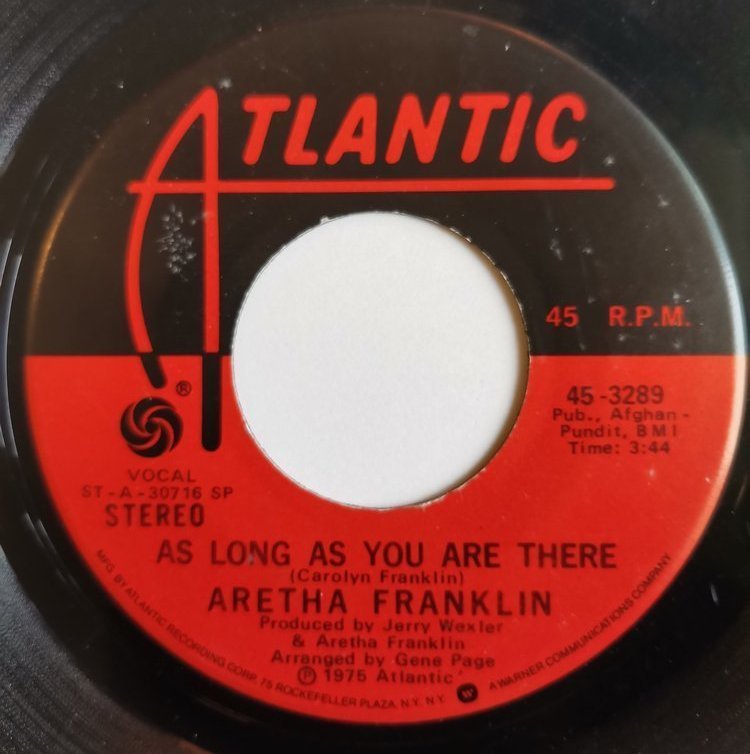 ATLANTIC
45 R.P.M.
®
45-3289
Pub., Afghan-
Pundit, BMI
Time: 3:44
VOCAL
ST-A-30716 SP
STEREO
AS LONG AS YOU ARE THERE
(Carolyn Franklin)
ARETHA FRANKLIN
Produced by Jerry Wexler
& Aretha Franklin
Arranged by Gene Page
℗ 1975 Atlantic
MFG. BY ATLANTIC RECORDING CORP. 75 ROCKEFELLER PLAZA, N.Y. N.Y. W A WARNER COMMUNICATIONS COMPANY